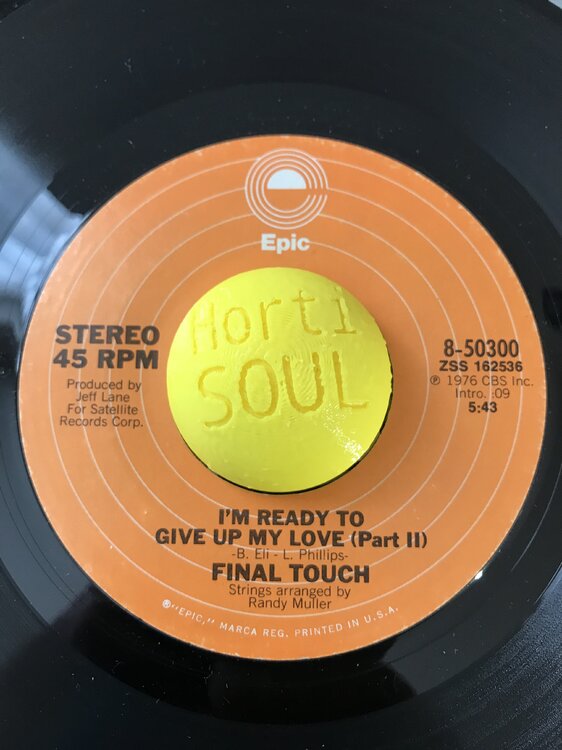 Epic
Horti
SOUL
STEREO
45 RPM
Produced by
Jeff Lane
For Satellite
Records Corp.
8-50300
ZSS 162536
℗ 1976 CBS Inc.
Intro. :09
5:43
I'M READY TO
GIVE UP MY LOVE (Part II)
-B. Eli - L. Phillips-
FINAL TOUCH
Strings arranged by
Randy Muller
®"EPIC," MARCA REG. PRINTED IN U.S.A.